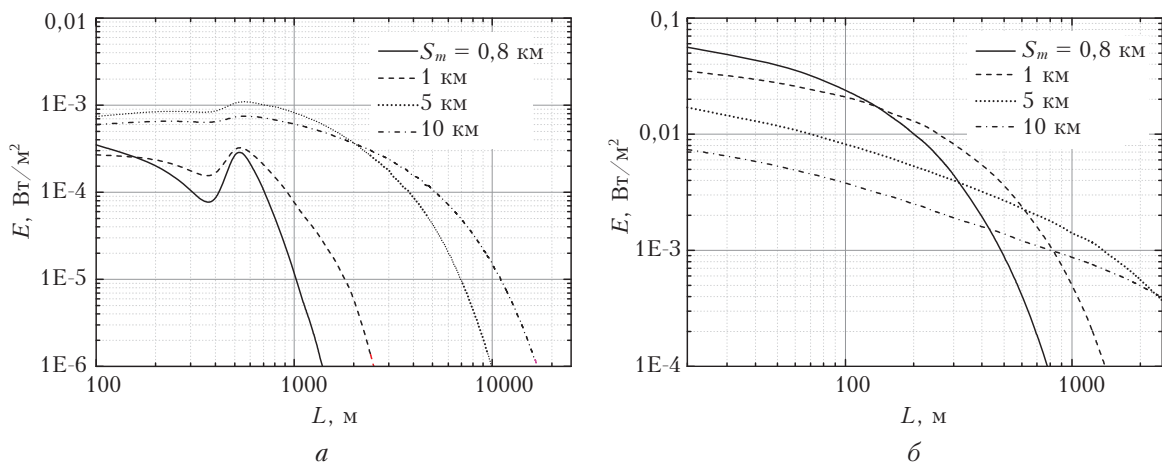 0,01
1E-3
1E-4
1E-5
1E-6
E, Вт/м²
100
1000
10000
L, м
S_m = 0,8 км
1 км
5 км
10 км
а
0,1
0,01
1E-3
1E-4
E, Вт/м²
100
1000
L, м
S_m = 0,8 км
1 км
5 км
10 км
б